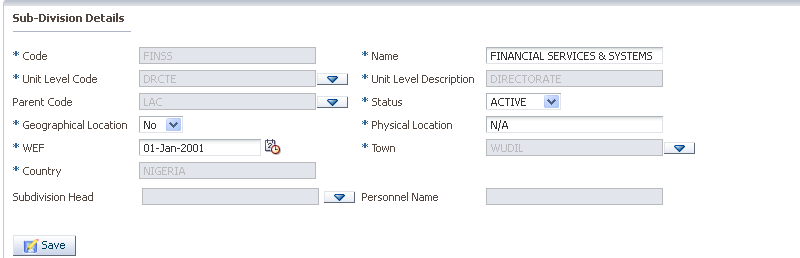 Sub-Division Details
* Code FINSS * Name FINANCIAL SERVICES & SYSTEMS
* Unit Level Code DRCTE * Unit Level Description DIRECTORATE
Parent Code LAC * Status ACTIVE
* Geographical Location No * Physical Location N/A
* WEF 01-Jan-2001 * Town WUDIL
* Country NIGERIA
Subdivision Head Personnel Name
Save